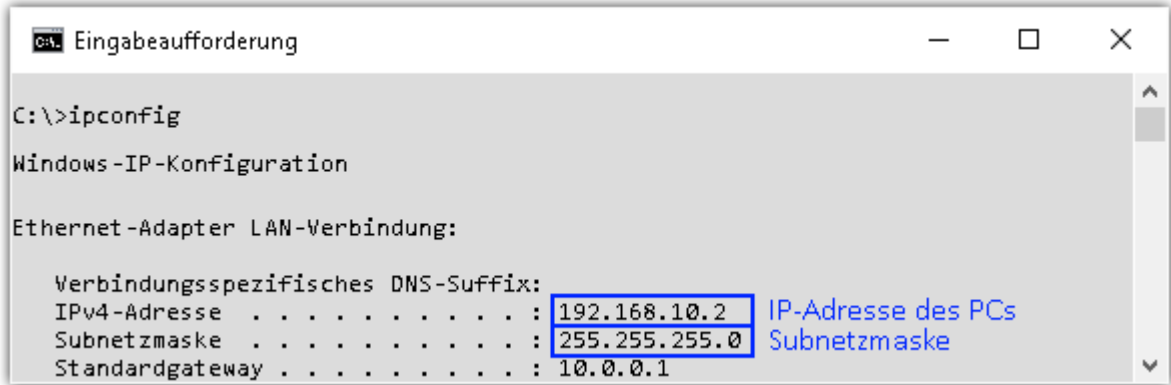 Eingabeaufforderung
C:\>ipconfig
Windows-IP-Konfiguration
Ethernet-Adapter LAN-Verbindung:
Verbindungsspezifisches DNS-Suffix:
IPv4-Adresse . . . . . . . . . . : 192.168.10.2 IP-Adresse des PCs
Subnetzmaske . . . . . . . . . . : 255.255.255.0 Subnetzmaske
Standardgateway . . . . . . . . . : 10.0.0.1